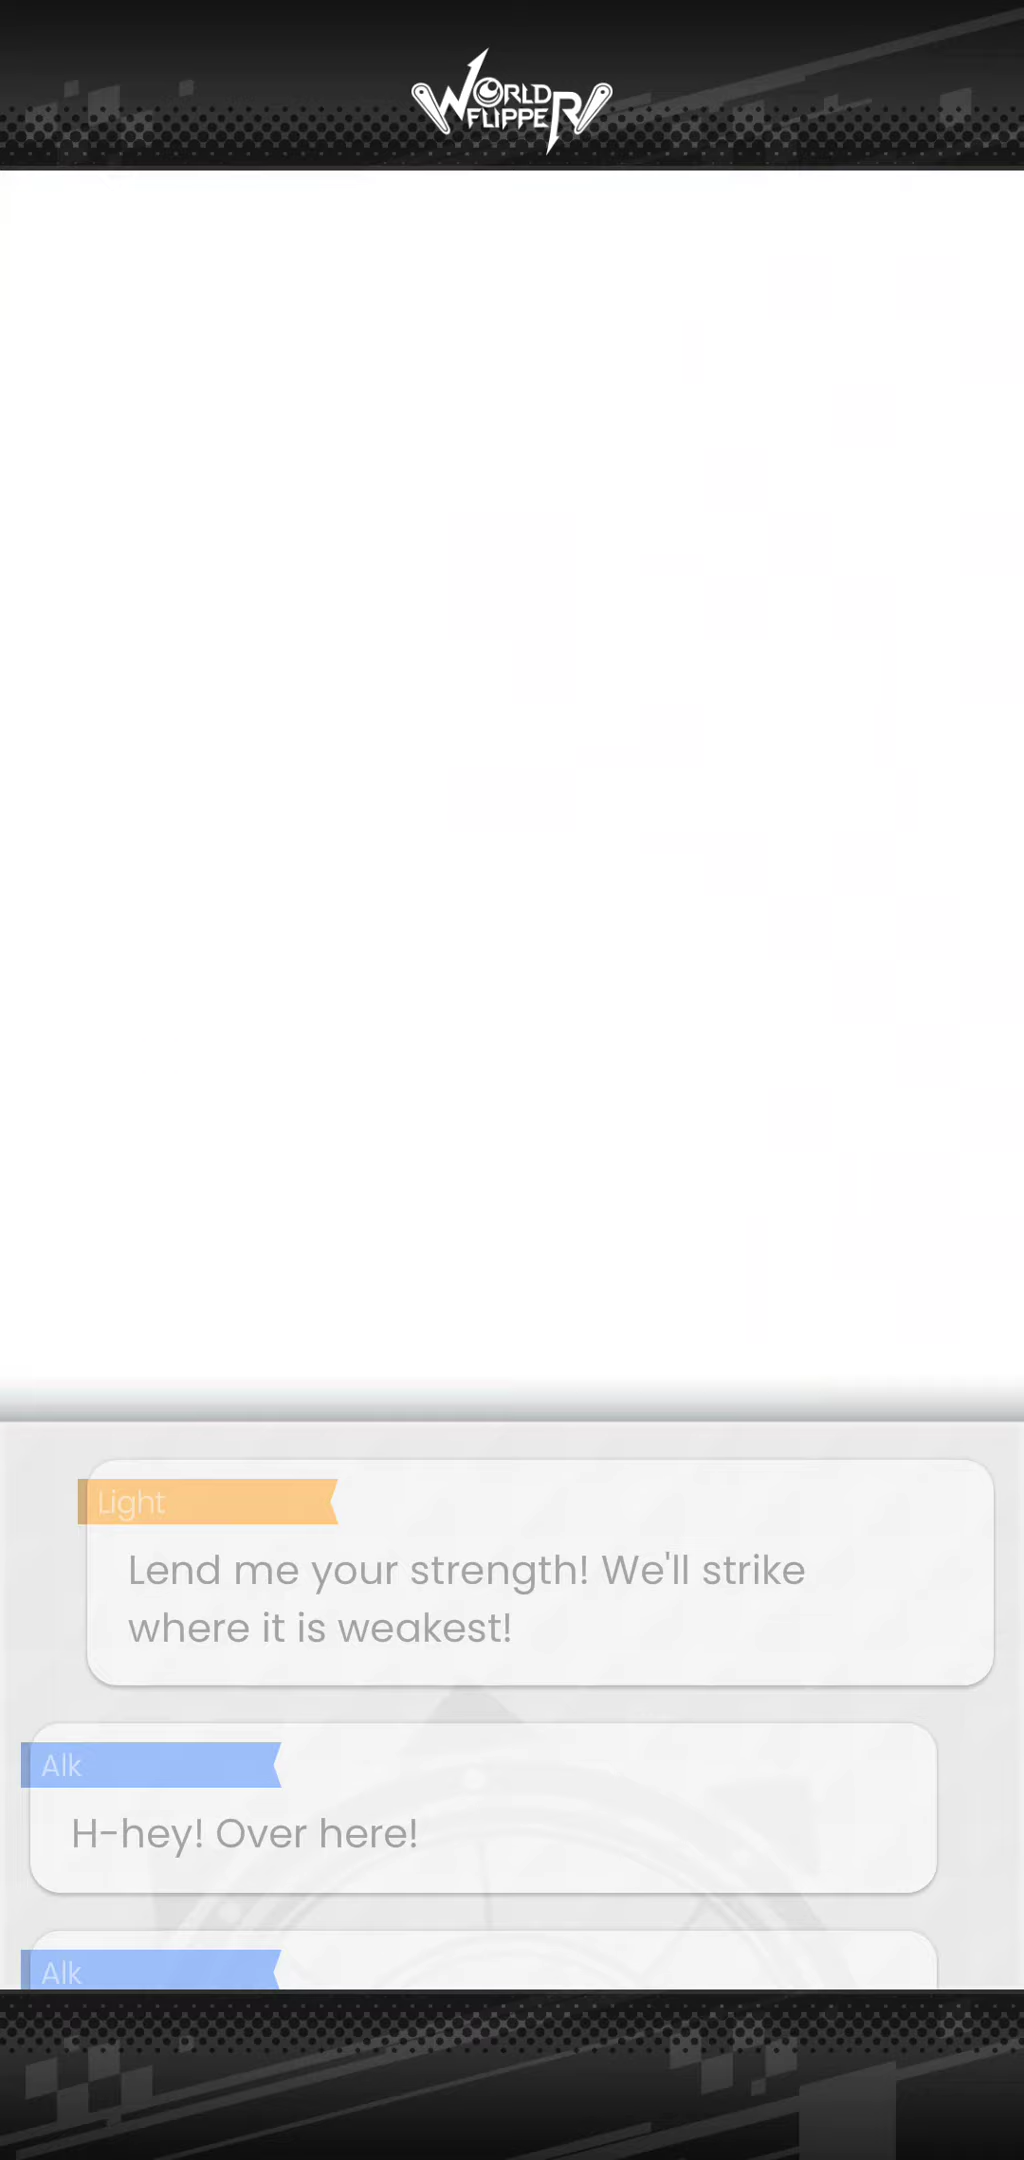 WORLD
FLIPPER
Light
Lend me your strength! We'll strike
where it is weakest!
Alk
H-hey! Over here!
Alk